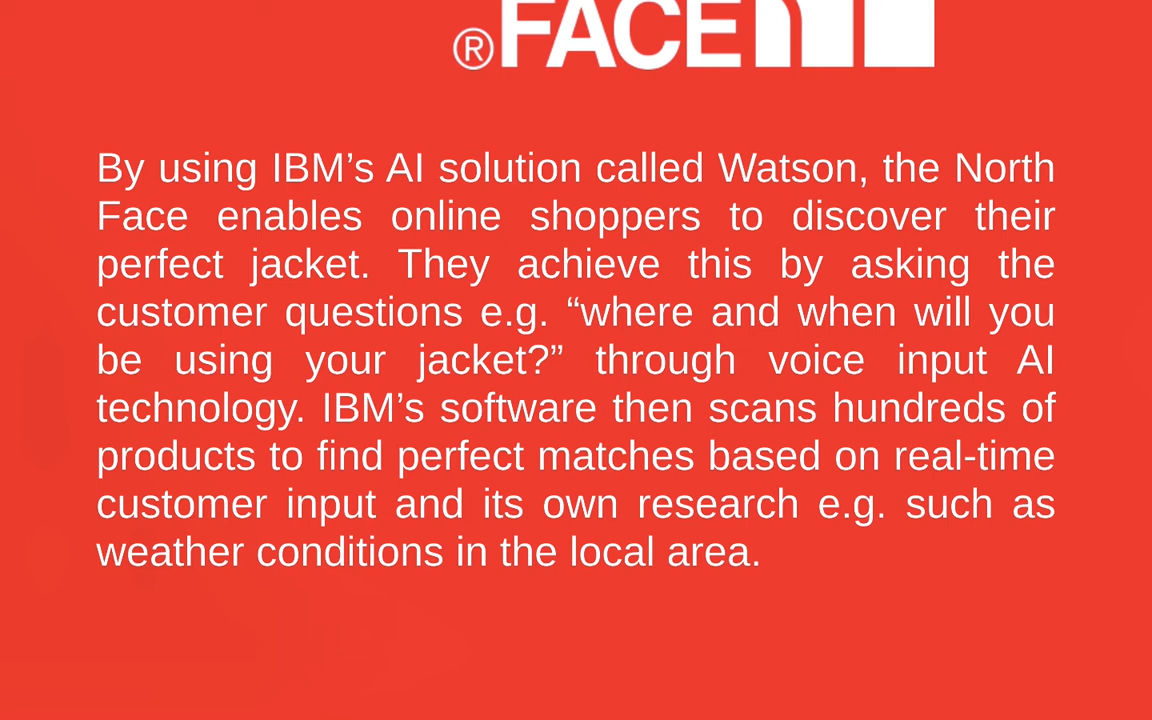 ®FACE
By using IBM’s AI solution called Watson, the North
Face enables online shoppers to discover their
perfect jacket. They achieve this by asking the
customer questions e.g. “where and when will you
be using your jacket?” through voice input AI
technology. IBM’s software then scans hundreds of
products to find perfect matches based on real-time
customer input and its own research e.g. such as
weather conditions in the local area.